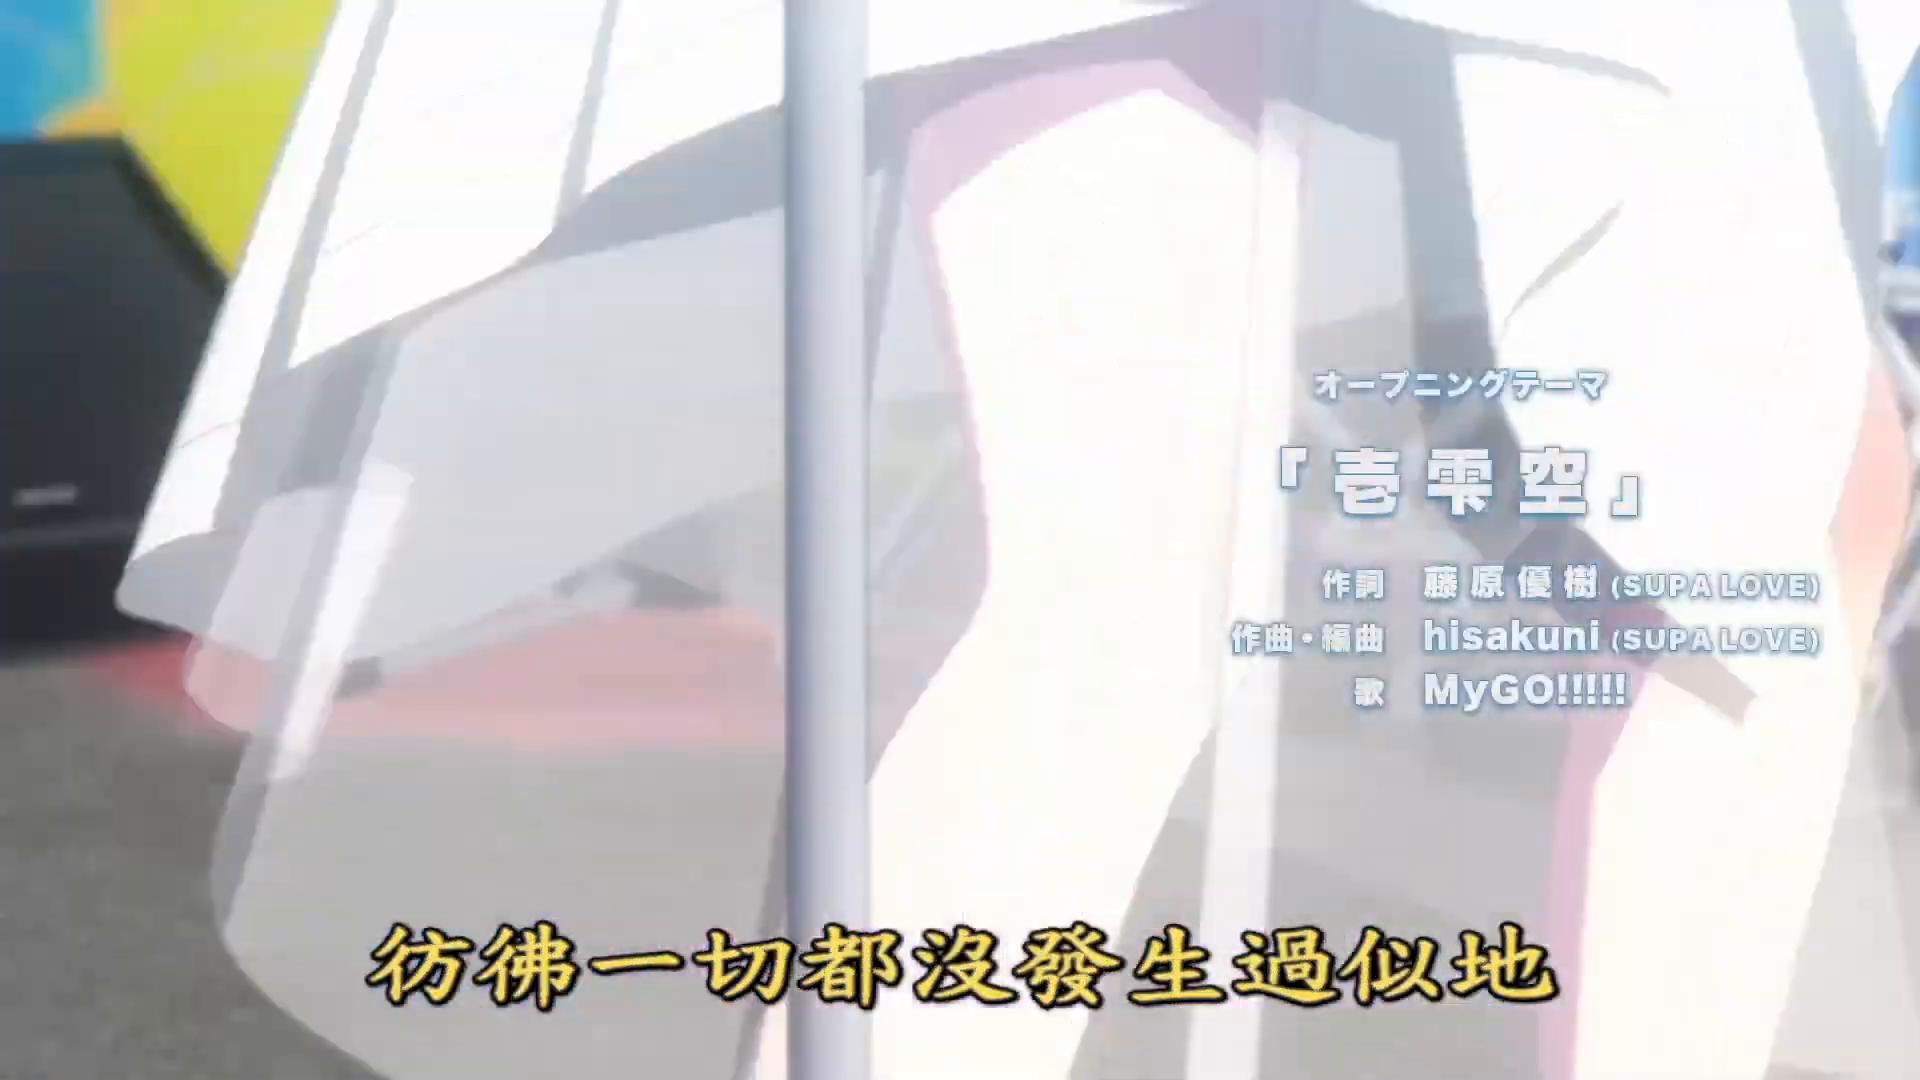 オープニングテーマ
「壱雫空」
作詞 藤原優樹 (SUPA LOVE)
作曲・編曲 hisakuni (SUPA LOVE)
歌 MyGO!!!!!
彷彿一切都沒發生過似地